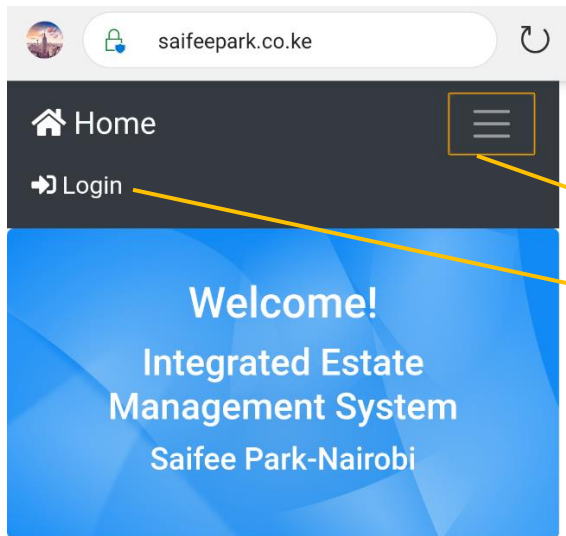 saifeepark.co.ke
Home
Login
Welcome!
Integrated Estate
Management System
Saifee Park-Nairobi